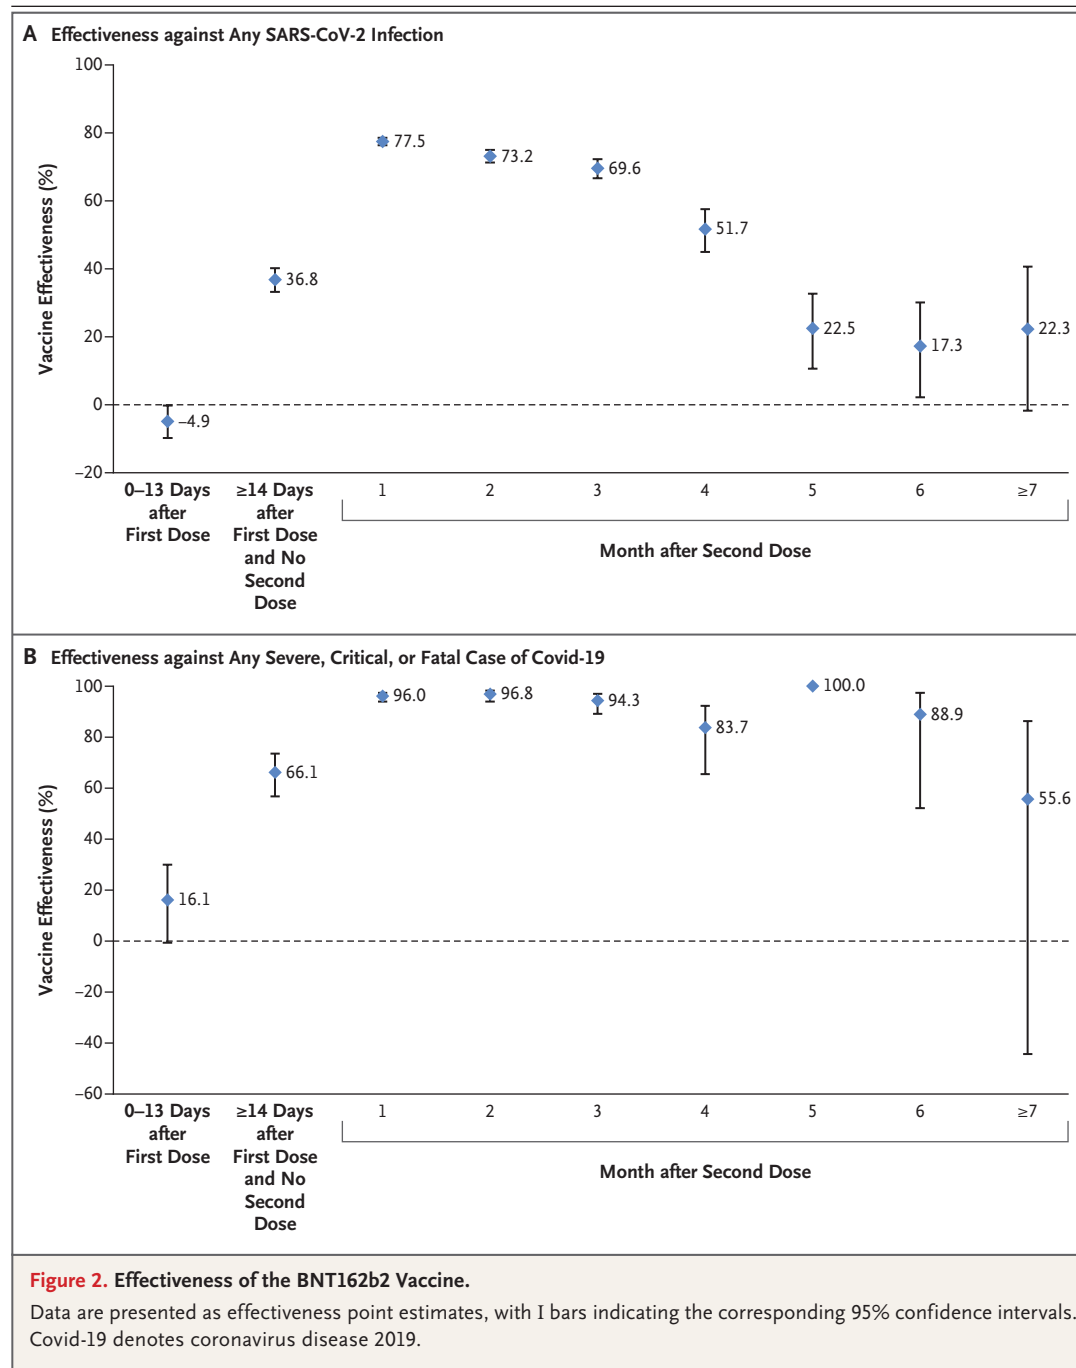 A Effectiveness against Any SARS-CoV-2 Infection
Vaccine Effectiveness (%)
100
80
60
40
20
0
–20
–4.9
36.8
77.5
73.2
69.6
51.7
22.5
17.3
22.3
0–13 Days
after
First Dose
≥14 Days
after
First Dose
and No
Second
Dose
1 2 3 4 5 6 ≥7
Month after Second Dose
B Effectiveness against Any Severe, Critical, or Fatal Case of Covid-19
Vaccine Effectiveness (%)
100
80
60
40
20
0
–20
–40
–60
16.1
66.1
96.0
96.8
94.3
83.7
100.0
88.9
55.6
0–13 Days
after
First Dose
≥14 Days
after
First Dose
and No
Second
Dose
1 2 3 4 5 6 ≥7
Month after Second Dose
Figure 2. Effectiveness of the BNT162b2 Vaccine.
Data are presented as effectiveness point estimates, with I bars indicating the corresponding 95% confidence intervals.
Covid-19 denotes coronavirus disease 2019.